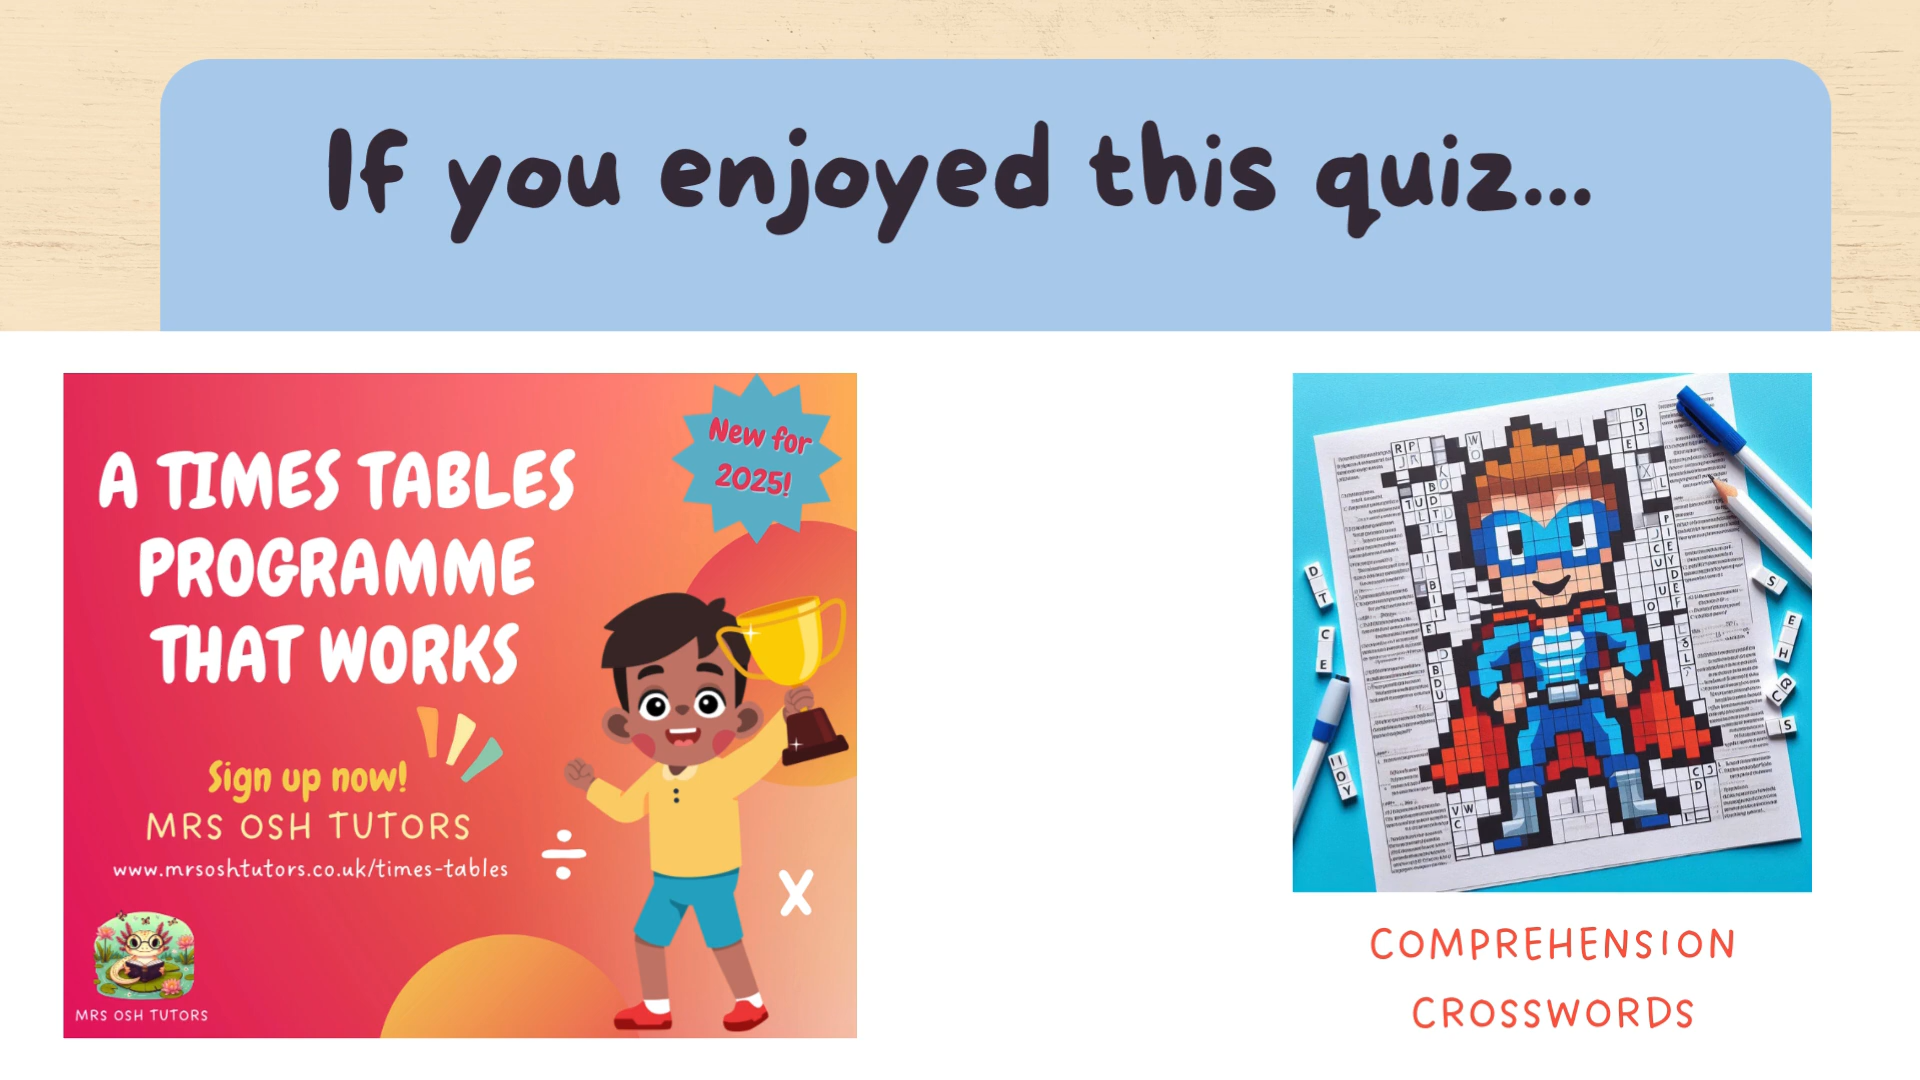 If you enjoyed this quiz...
A TIMES TABLES
PROGRAMME
THAT WORKS
New for
2025!
Sign up now!
MRS OSH TUTORS
www.mrsoshtutors.co.uk/times-tables
MRS OSH TUTORS
COMPREHENSION
CROSSWORDS